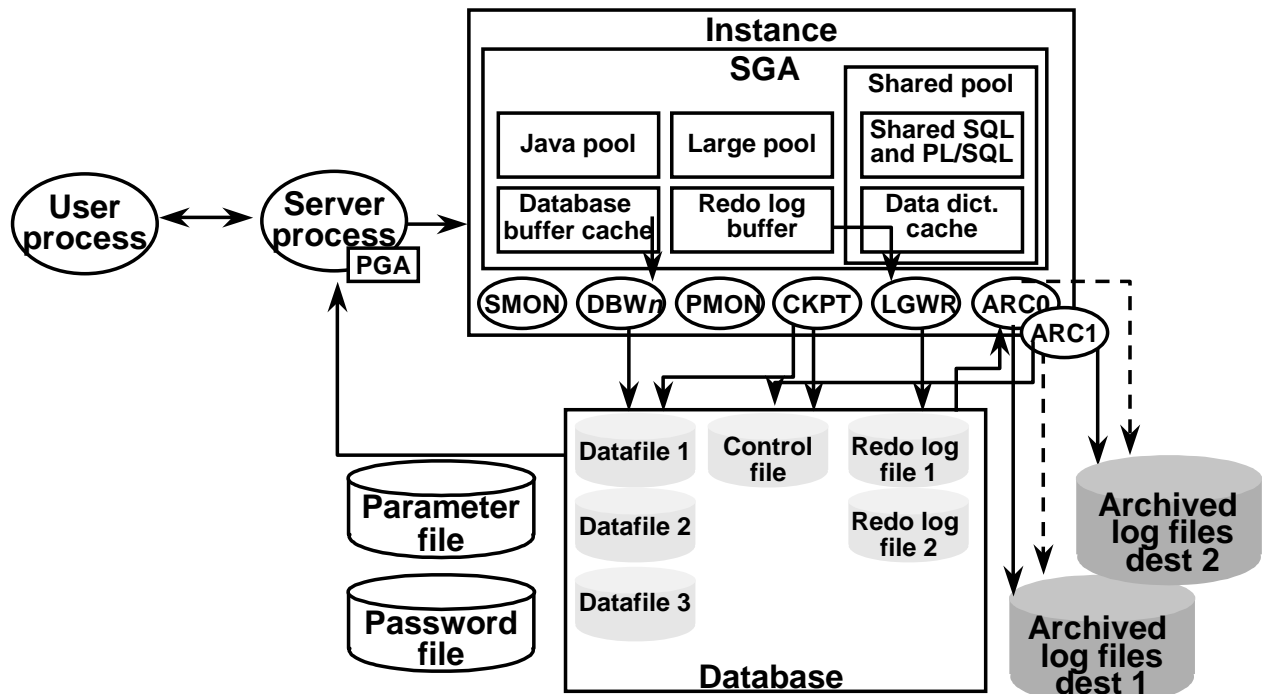 Instance
SGA
Shared pool
Java pool
Large pool
Shared SQL
and PL/SQL
Database
buffer cache
Redo log
buffer
Data dict.
cache
User
process
Server
process
PGA
SMON
DBWn
PMON
CKPT
LGWR
ARC0
ARC1
Datafile 1
Control
file
Redo log
file 1
Datafile 2
Redo log
file 2
Datafile 3
Database
Parameter
file
Password
file
Archived
log files
dest 2
Archived
log files
dest 1